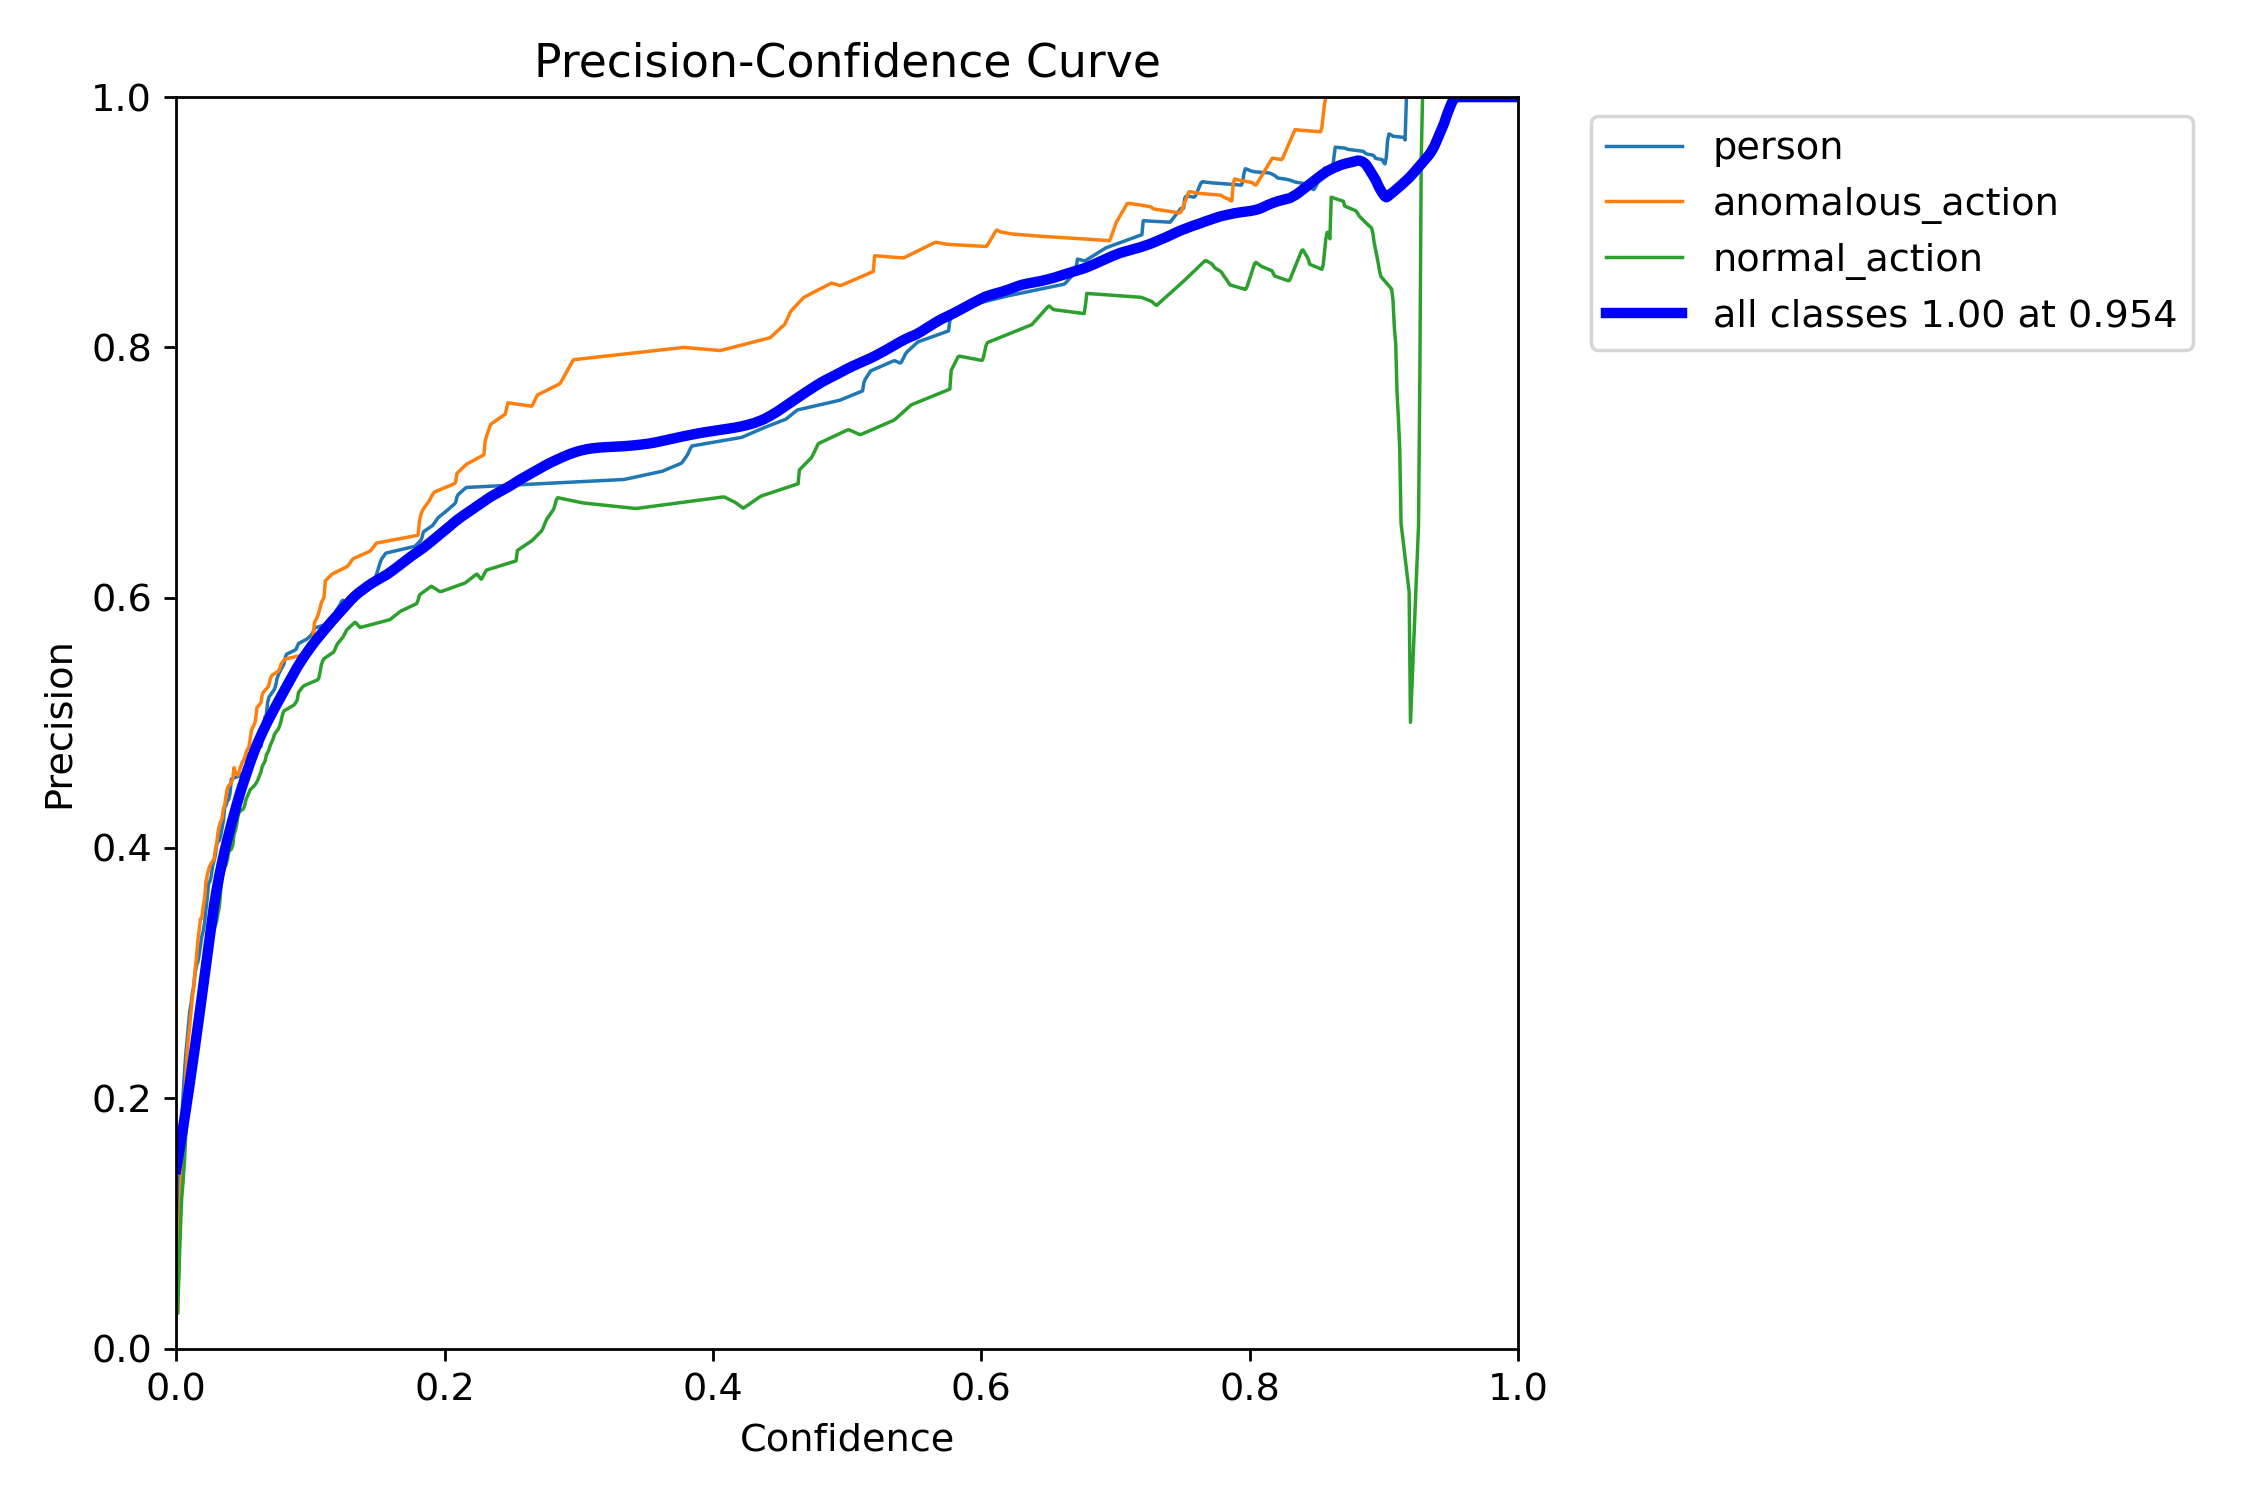 Precision-Confidence Curve
1.0
0.8
0.6
0.4
0.2
0.0
Precision
0.0 0.2 0.4 0.6 0.8 1.0
Confidence
person
anomalous_action
normal_action
all classes 1.00 at 0.954